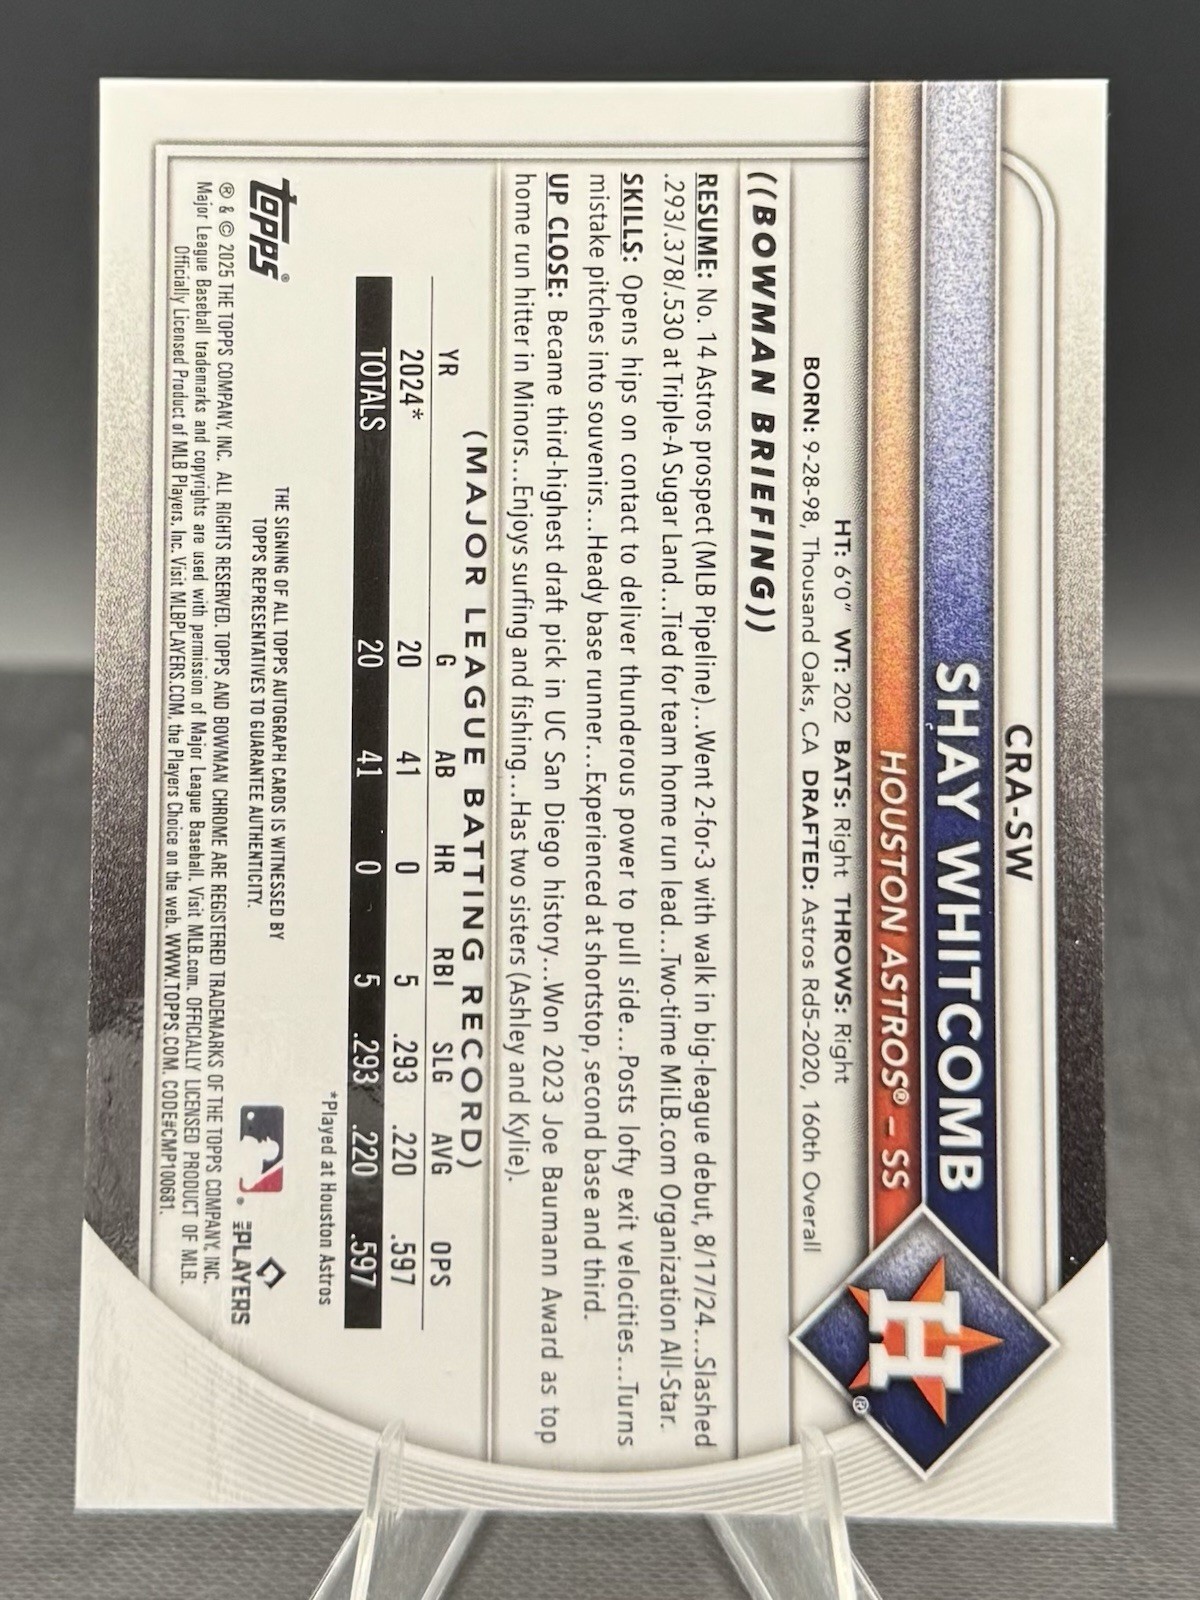 CRA-SW
SHAY WHITCOMB
HOUSTON ASTROS® – SS
HT: 6'0" WT: 202 BATS: Right THROWS: Right
BORN: 9-28-98, Thousand Oaks, CA DRAFTED: Astros Rd5-2020, 160th Overall
((BOWMAN BRIEFING))
RESUME: No. 14 Astros prospect (MLB Pipeline)...Went 2-for-3 with walk in big-league debut, 8/17/24...Slashed
.293/.378/.530 at Triple-A Sugar Land...Tied for team home run lead...Two-time MiLB.com Organization All-Star.
SKILLS: Opens hips on contact to deliver thunderous power to pull side...Posts lofty exit velocities...Turns
mistake pitches into souvenirs...Heady base runner...Experienced at shortstop, second base and third.
UP CLOSE: Became third-highest draft pick in UC San Diego history...Won 2023 Joe Baumann Award as top
home run hitter in Minors...Enjoys surfing and fishing...Has two sisters (Ashley and Kylie).
(MAJOR LEAGUE BATTING RECORD)
YR G AB HR RBI SLG AVG OPS
2024* 20 41 0 5 .293 .220 .597
TOTALS 20 41 0 5 .293 .220 .597
*Played at Houston Astros
THE SIGNING OF ALL TOPPS AUTOGRAPH CARDS IS WITNESSED BY
TOPPS REPRESENTATIVES TO GUARANTEE AUTHENTICITY.
Topps®
PLAYERS
® & © 2025 THE TOPPS COMPANY, INC. ALL RIGHTS RESERVED. TOPPS AND BOWMAN CHROME ARE REGISTERED TRADEMARKS OF THE TOPPS COMPANY, INC.
Major League Baseball trademarks and copyrights are used with permission of Major League Baseball. Visit MLB.com. OFFICIALLY LICENSED PRODUCT OF MLB.
Officially Licensed Product of MLB Players, Inc. Visit MLBPLAYERS.COM, the Players Choice on the web. WWW.TOPPS.COM. CODE#CMP100681.
H®